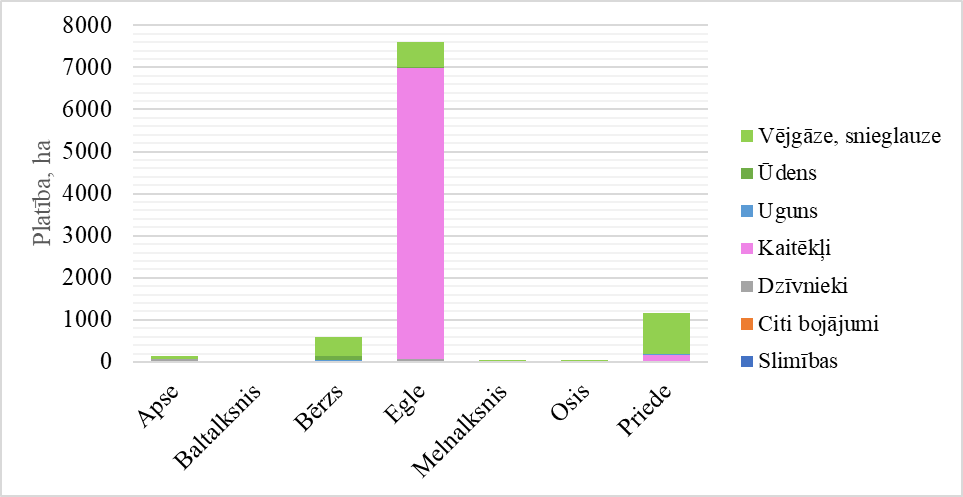 8000
7000
6000
5000
4000
3000
2000
1000
0
Platība, ha
Apse
Baltalksnis
Bērzs
Egle
Melnalksnis
Osis
Priede
Vējgāze, snieglauze
Ūdens
Uguns
Kaitēkļi
Dzīvnieki
Citi bojājumi
Slimības